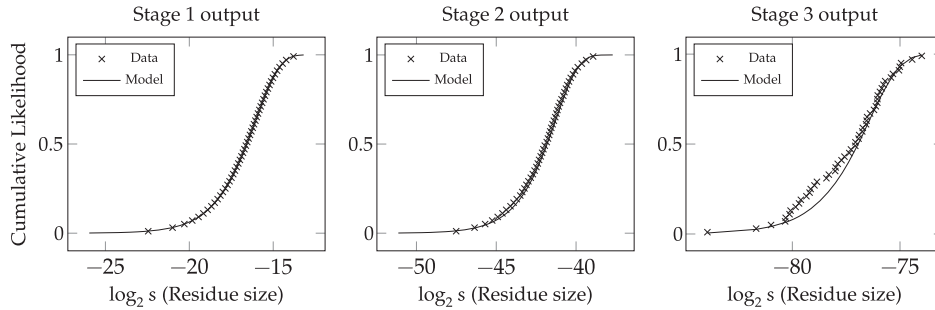 Stage 1 output
Stage 2 output
Stage 3 output
Cumulative Likelihood
1
0.5
0
Data
Model
−25 −20 −15
log₂ s (Residue size)
1
0.5
0
Data
Model
−50 −45 −40
log₂ s (Residue size)
1
0.5
0
Data
Model
−80 −75
log₂ s (Residue size)